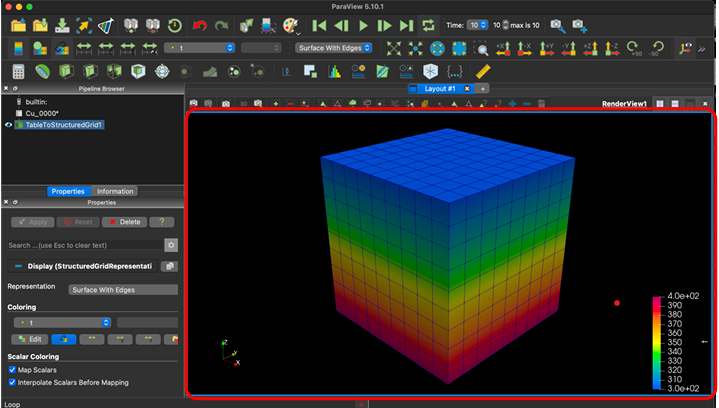 ParaView 5.10.1
Time: 10 10 max is 10
t Surface With Edges
+X -X +Y -Y +Z -Z +90 -90
Pipeline Browser
builtin:
Cu_0000*
TableToStructuredGrid1
Properties Information
Properties
Apply Reset Delete ?
Search ...(use Esc to clear text)
Display (StructuredGridRepresentati
Representation Surface With Edges
Coloring
t
Edit
Scalar Coloring
Map Scalars
Interpolate Scalars Before Mapping
Loop
Layout #1
3D RenderView1
Z
Y
X
4.0e+02
390
380
370
360
350
340
330
320
310
3.0e+02
t